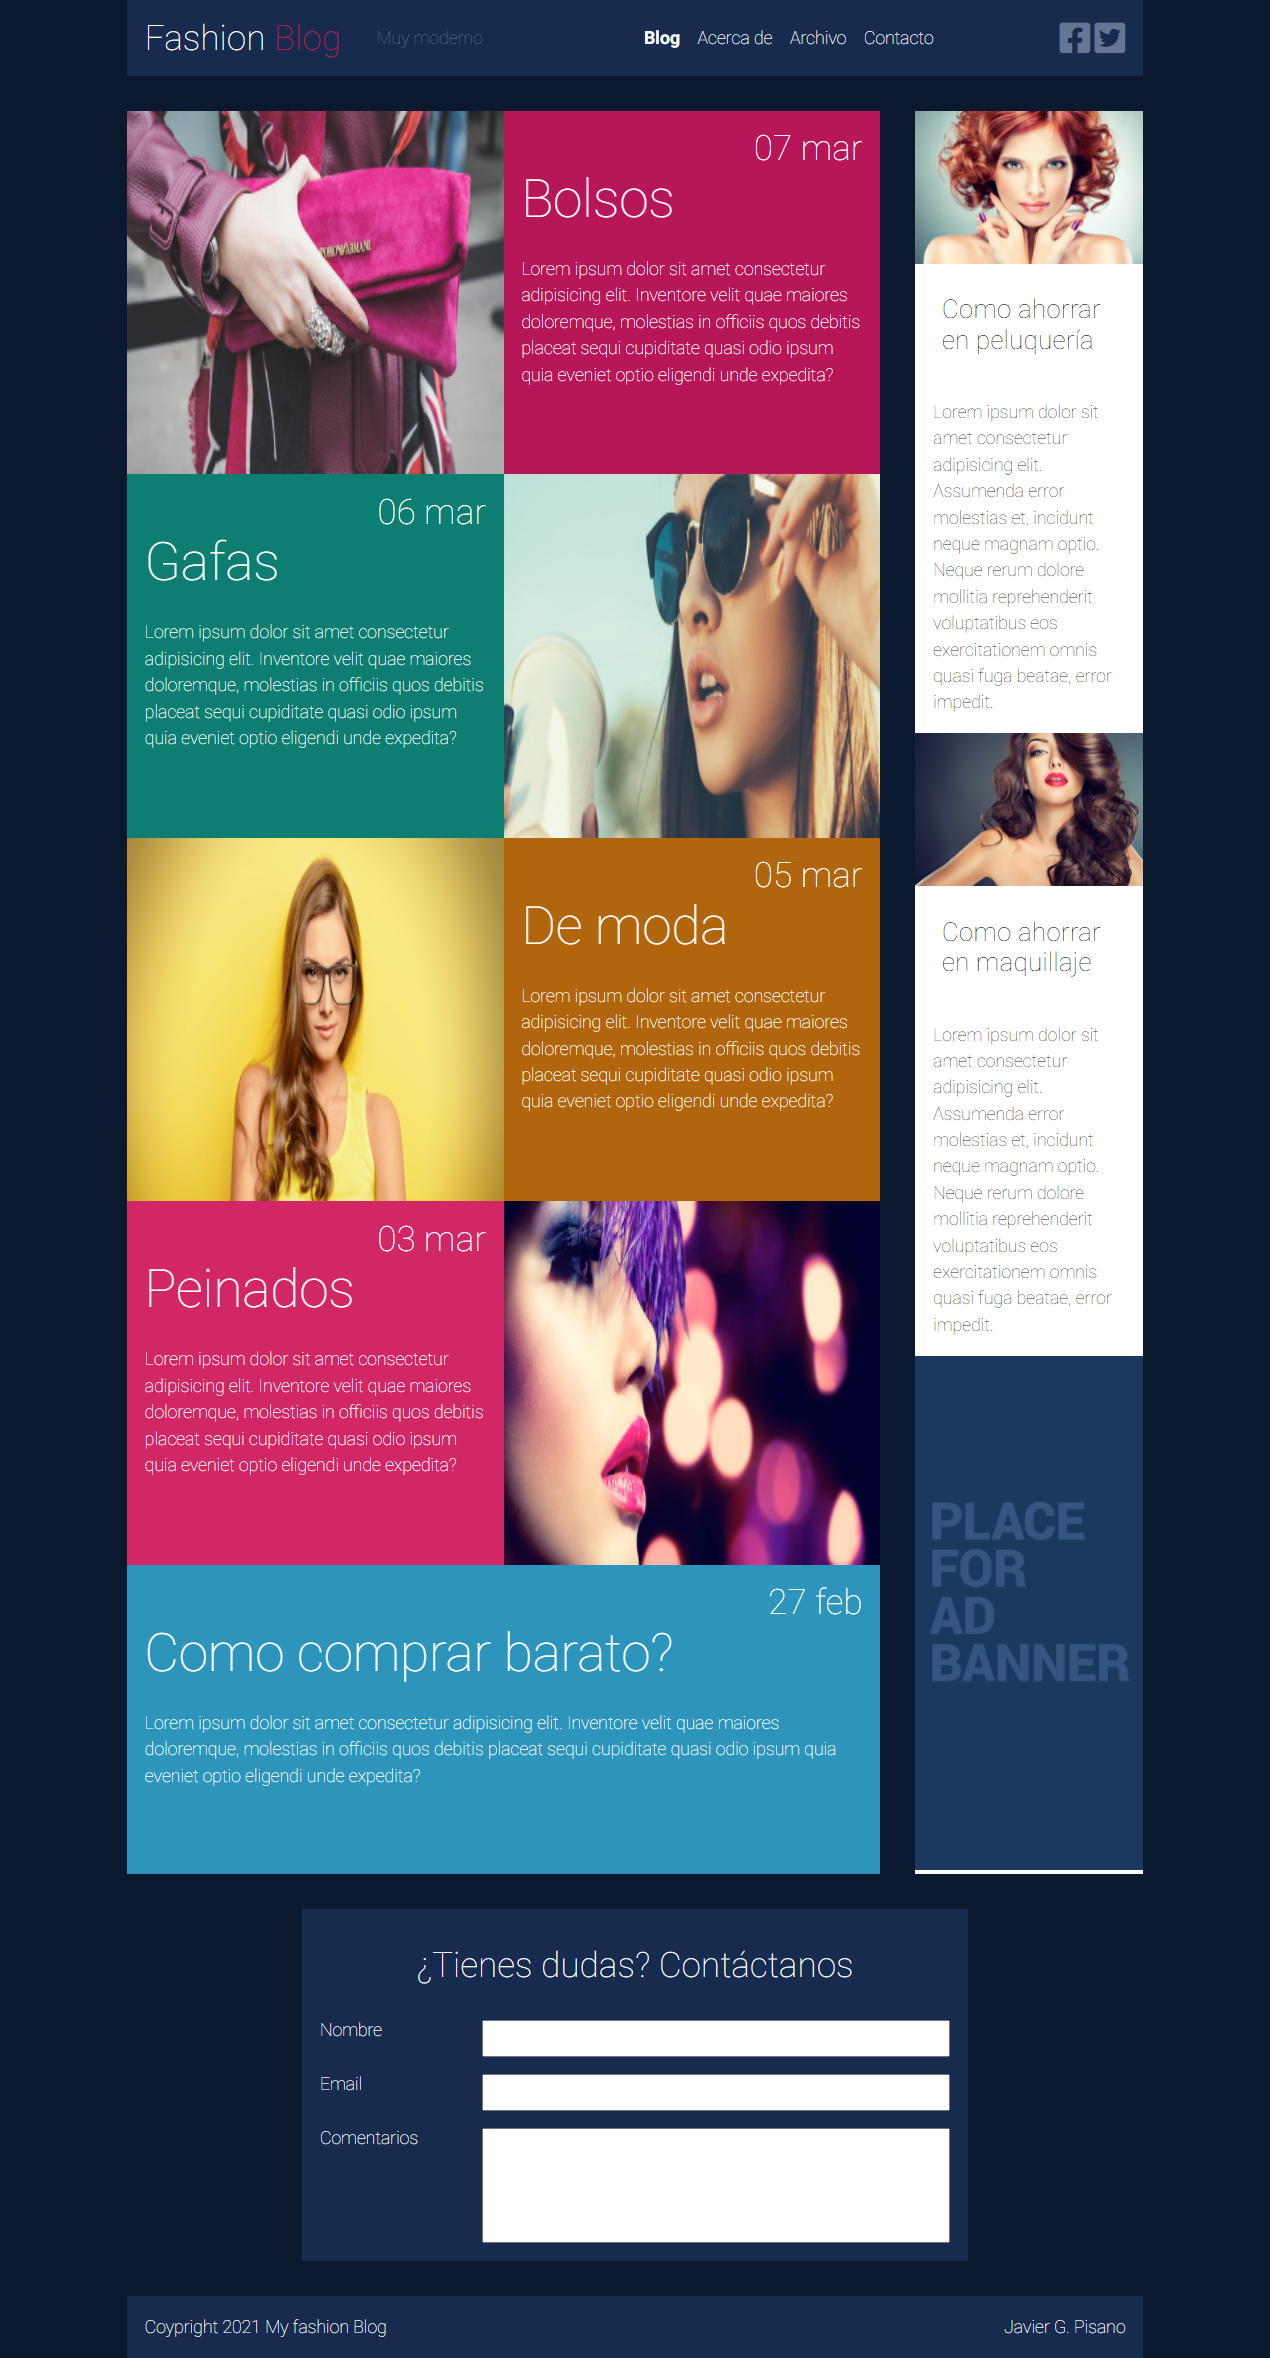 Fashion Blog
Muy moderno
Blog Acerca de Archivo Contacto
07 mar
Bolsos
Lorem ipsum dolor sit amet consectetur
adipisicing elit. Inventore velit quae maiores
doloremque, molestias in officiis quos debitis
placeat sequi cupiditate quasi odio ipsum
quia eveniet optio eligendi unde expedita?
06 mar
Gafas
Lorem ipsum dolor sit amet consectetur
adipisicing elit. Inventore velit quae maiores
doloremque, molestias in officiis quos debitis
placeat sequi cupiditate quasi odio ipsum
quia eveniet optio eligendi unde expedita?
05 mar
De moda
Lorem ipsum dolor sit amet consectetur
adipisicing elit. Inventore velit quae maiores
doloremque, molestias in officiis quos debitis
placeat sequi cupiditate quasi odio ipsum
quia eveniet optio eligendi unde expedita?
03 mar
Peinados
Lorem ipsum dolor sit amet consectetur
adipisicing elit. Inventore velit quae maiores
doloremque, molestias in officiis quos debitis
placeat sequi cupiditate quasi odio ipsum
quia eveniet optio eligendi unde expedita?
27 feb
Como comprar barato?
Lorem ipsum dolor sit amet consectetur adipisicing elit. Inventore velit quae maiores
doloremque, molestias in officiis quos debitis placeat sequi cupiditate quasi odio ipsum quia
eveniet optio eligendi unde expedita?
Como ahorrar
en peluquería
Lorem ipsum dolor sit
amet consectetur
adipisicing elit.
Assumenda error
molestias et, incidunt
neque magnam optio.
Neque rerum dolore
mollitia reprehenderit
voluptatibus eos
exercitationem omnis
quasi fuga beatae, error
impedit.
Como ahorrar
en maquillaje
Lorem ipsum dolor sit
amet consectetur
adipisicing elit.
Assumenda error
molestias et, incidunt
neque magnam optio.
Neque rerum dolore
mollitia reprehenderit
voluptatibus eos
exercitationem omnis
quasi fuga beatae, error
impedit.
PLACE
FOR
AD
BANNER
¿Tienes dudas? Contáctanos
Nombre
Email
Comentarios
Coypright 2021 My fashion Blog
Javier G. Pisano